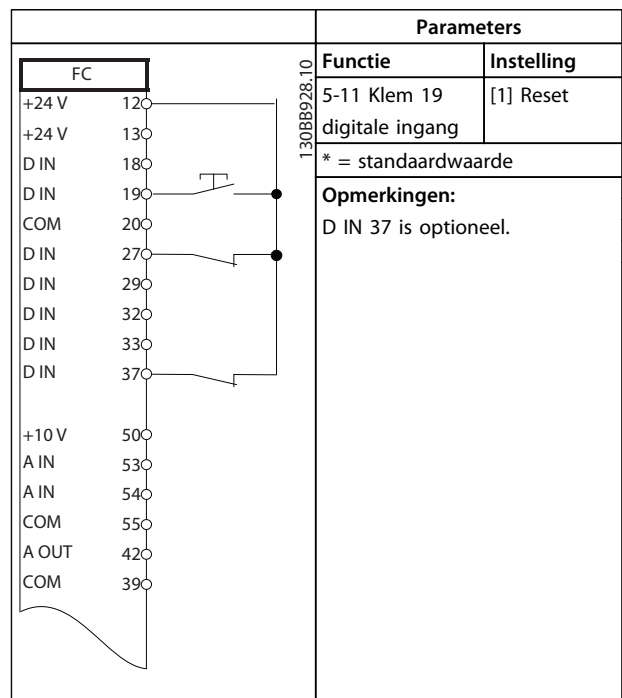 FC
+24 V 12
+24 V 13
D IN 18
D IN 19
COM 20
D IN 27
D IN 29
D IN 32
D IN 33
D IN 37
+10 V 50
A IN 53
A IN 54
COM 55
A OUT 42
COM 39
130BB928.10
Parameters
Functie Instelling
5-11 Klem 19 [1] Reset
digitale ingang
* = standaardwaarde
Opmerkingen:
D IN 37 is optioneel.